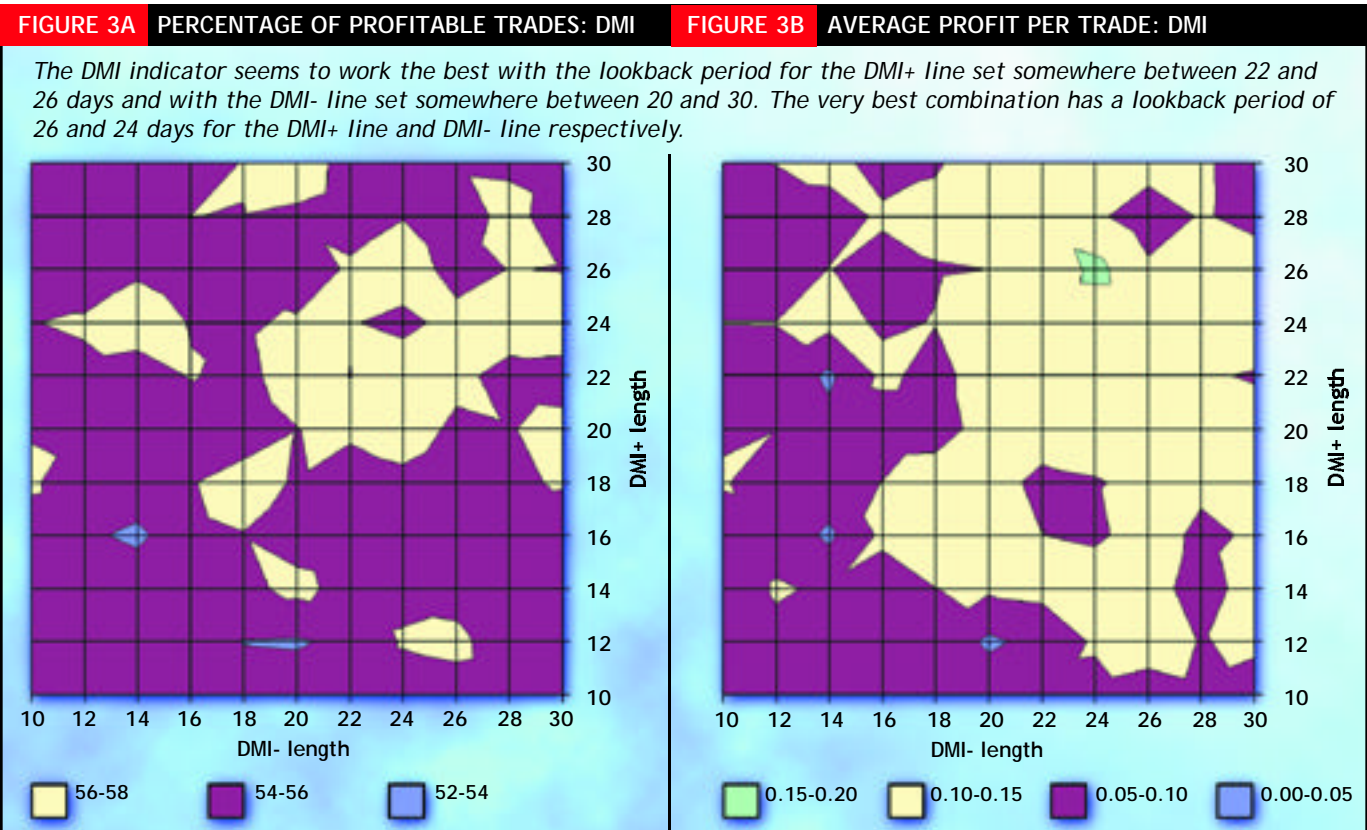 FIGURE 3A PERCENTAGE OF PROFITABLE TRADES: DMI
FIGURE 3B AVERAGE PROFIT PER TRADE: DMI
The DMI indicator seems to work the best with the lookback period for the DMI+ line set somewhere between 22 and
26 days and with the DMI- line set somewhere between 20 and 30. The very best combination has a lookback period of
26 and 24 days for the DMI+ line and DMI- line respectively.
30
28
26
24
22
20
18
16
14
12
10
DMI+ length
10 12 14 16 18 20 22 24 26 28 30
DMI- length
56-58 54-56 52-54
30
28
26
24
22
20
18
16
14
12
10
DMI+ length
10 12 14 16 18 20 22 24 26 28 30
DMI- length
0.15-0.20 0.10-0.15 0.05-0.10 0.00-0.05